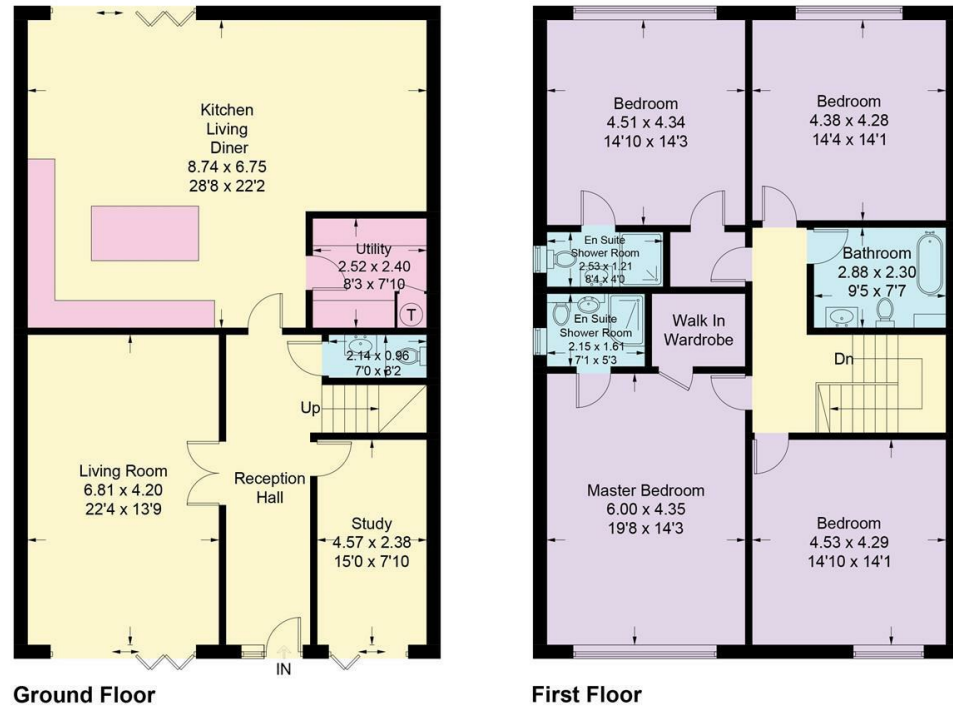 Kitchen
Living
Diner
8.74 x 6.75
28'8 x 22'2
Utility
2.52 x 2.40
8'3 x 7'10
T
2.14 x 0.96
7'0 x 3'2
Up
Living Room
6.81 x 4.20
22'4 x 13'9
Reception
Hall
Study
4.57 x 2.38
15'0 x 7'10
IN
Ground Floor
Bedroom
4.51 x 4.34
14'10 x 14'3
Bedroom
4.38 x 4.28
14'4 x 14'1
En Suite
Shower Room
2.53 x 1.21
8'4 x 4'0
Bathroom
2.88 x 2.30
9'5 x 7'7
En Suite
Shower Room
2.15 x 1.61
7'1 x 5'3
Walk In
Wardrobe
Dn
Master Bedroom
6.00 x 4.35
19'8 x 14'3
Bedroom
4.53 x 4.29
14'10 x 14'1
First Floor